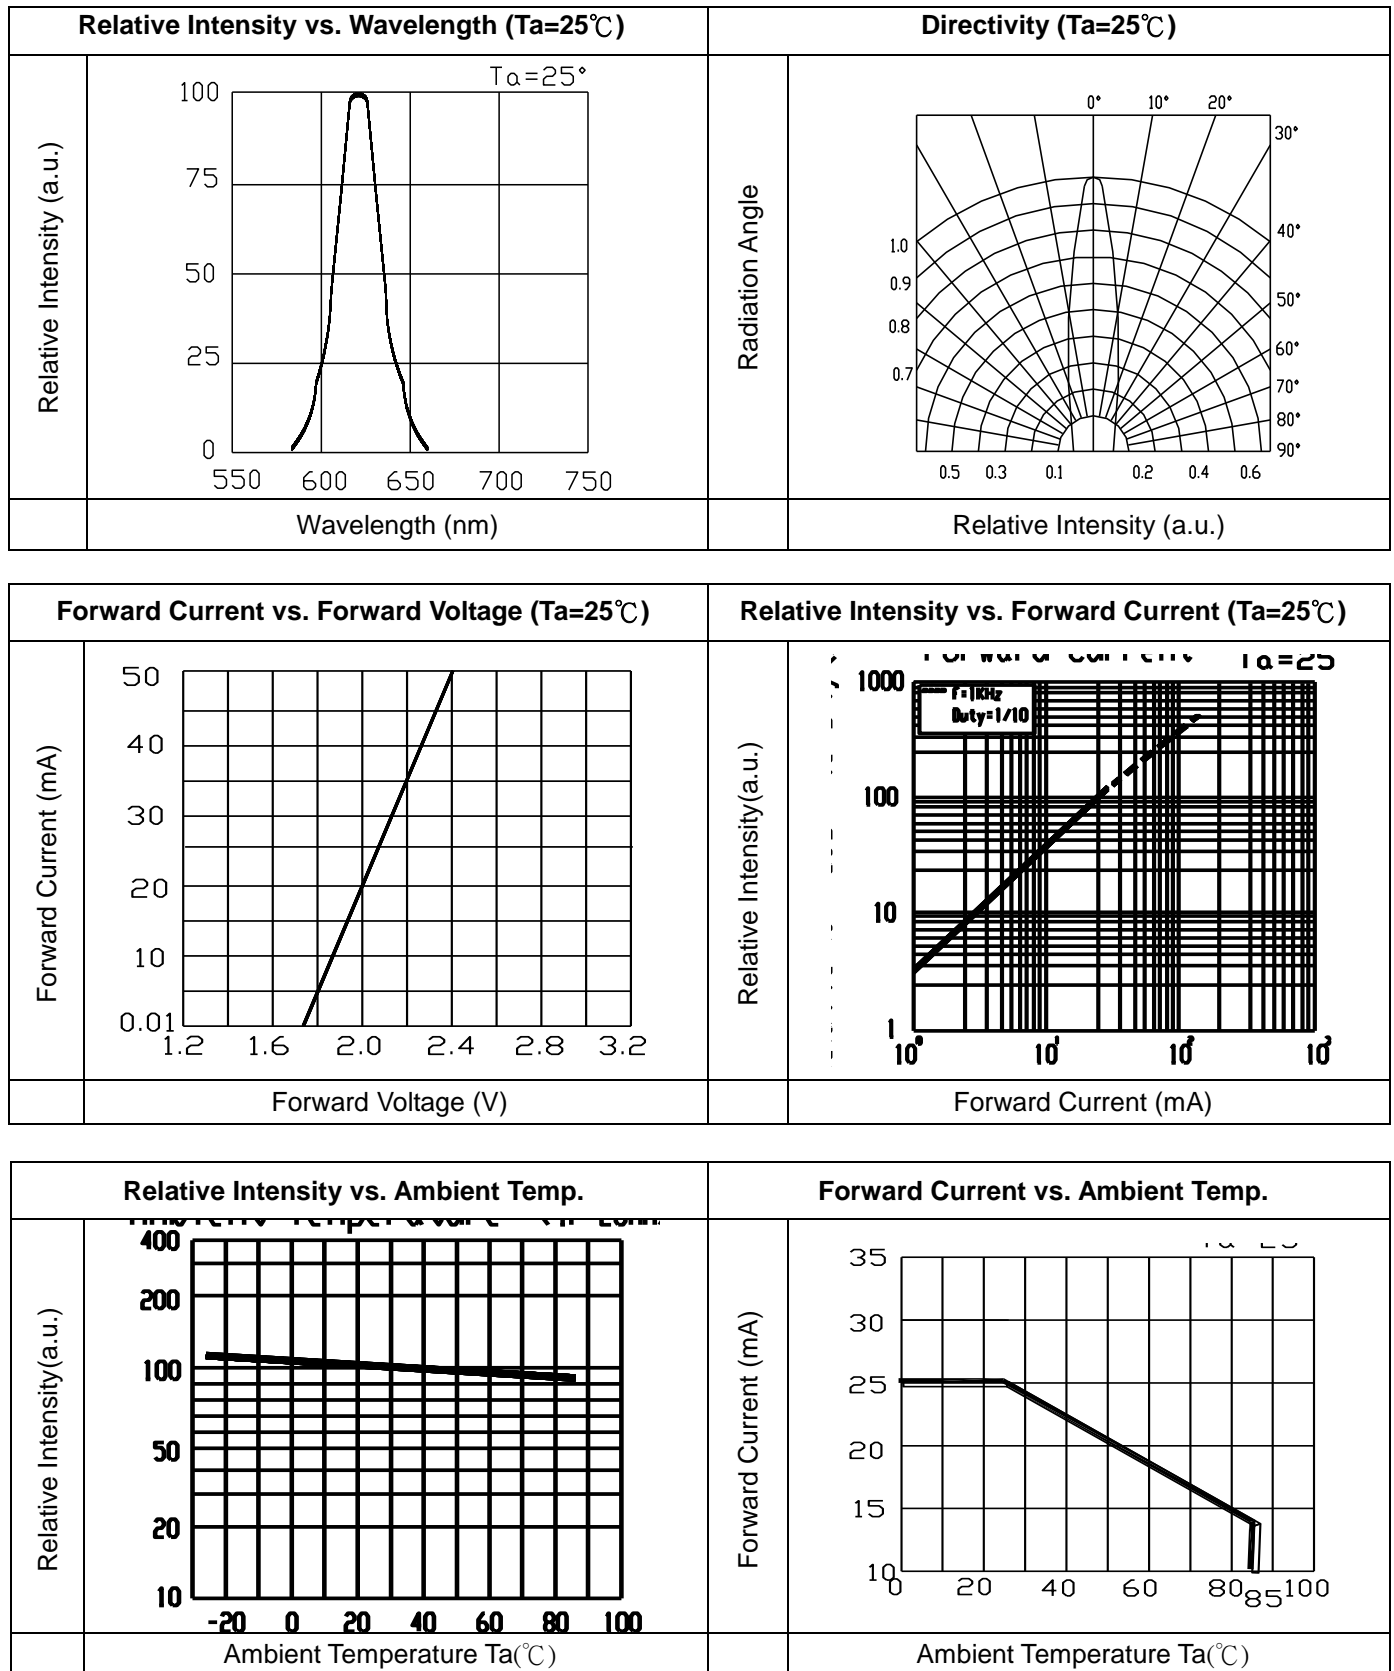 Relative Intensity vs. Wavelength (Ta=25℃)
Directivity (Ta=25℃)
Relative Intensity (a.u.)
Ta=25°
100
75
50
25
0
550 600 650 700 750
Wavelength (nm)
Radiation Angle
0° 10° 20°
30°
40°
50°
60°
70°
80°
90°
1.0
0.9
0.8
0.7
0.5 0.3 0.1 0.2 0.4 0.6
Relative Intensity (a.u.)
Forward Current vs. Forward Voltage (Ta=25℃)
Relative Intensity vs. Forward Current (Ta=25℃)
Forward Current (mA)
50
40
30
20
10
0.01
1.2 1.6 2.0 2.4 2.8 3.2
Forward Voltage (V)
Relative Intensity(a.u.)
Forward Current Ta=25
f=1KHz
Duty=1/10
1000
100
10
1
10⁰ 10¹ 10² 10³
Forward Current (mA)
Relative Intensity vs. Ambient Temp.
Forward Current vs. Ambient Temp.
Relative Intensity(a.u.)
400
200
100
50
20
10
-20 0 20 40 60 80 100
Ambient Temperature Ta(℃)
Forward Current (mA)
35
30
25
20
15
10
0 20 40 60 80 85 100
Ambient Temperature Ta(℃)